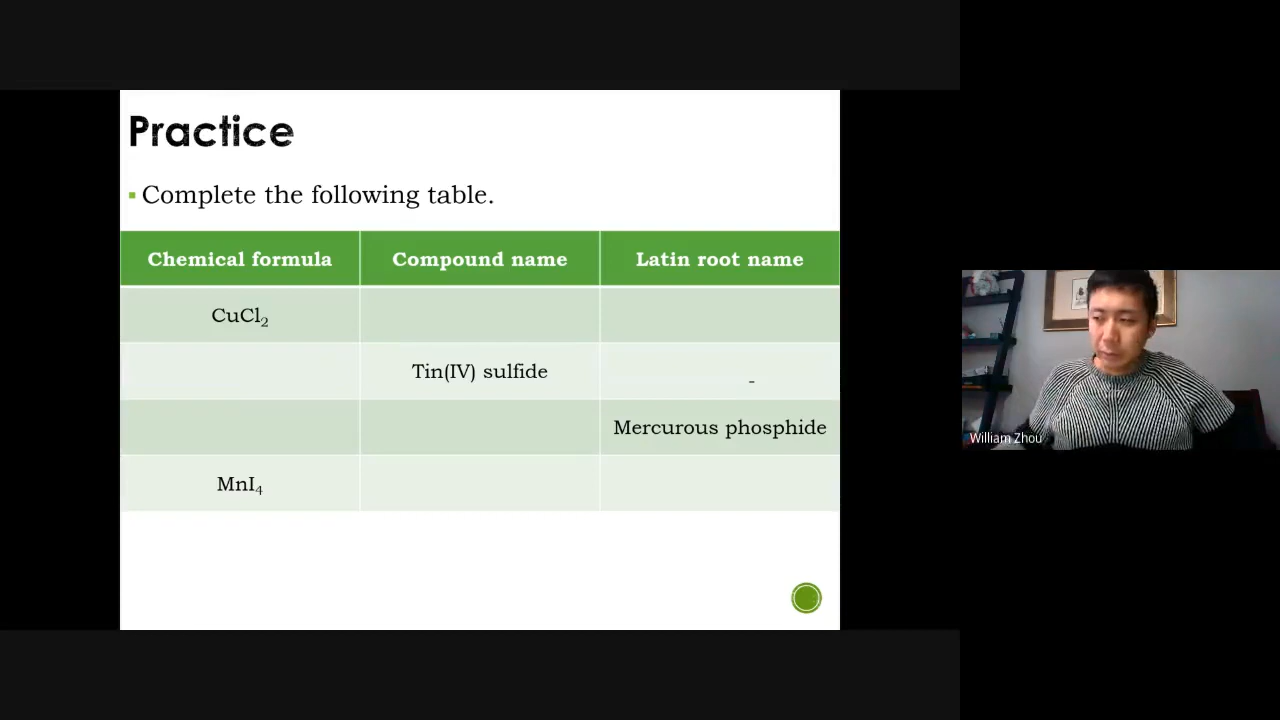 Practice
▪ Complete the following table.
Chemical formula Compound name Latin root name
CuCl₂
Tin(IV) sulfide -
Mercurous phosphide
MnI₄
William Zhou